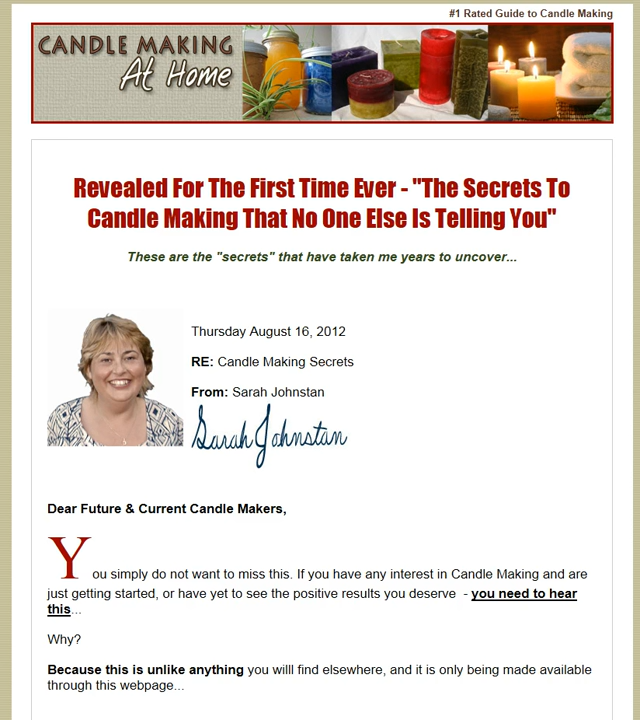 #1 Rated Guide to Candle Making
CANDLE MAKING
At Home
Revealed For The First Time Ever - "The Secrets To
Candle Making That No One Else Is Telling You"
These are the "secrets" that have taken me years to uncover...
Thursday August 16, 2012
RE: Candle Making Secrets
From: Sarah Johnstan
Sarah Johnstan
Dear Future & Current Candle Makers,
You simply do not want to miss this. If you have any interest in Candle Making and are
just getting started, or have yet to see the positive results you deserve - you need to hear
this...
Why?
Because this is unlike anything you willl find elsewhere, and it is only being made available
through this webpage...